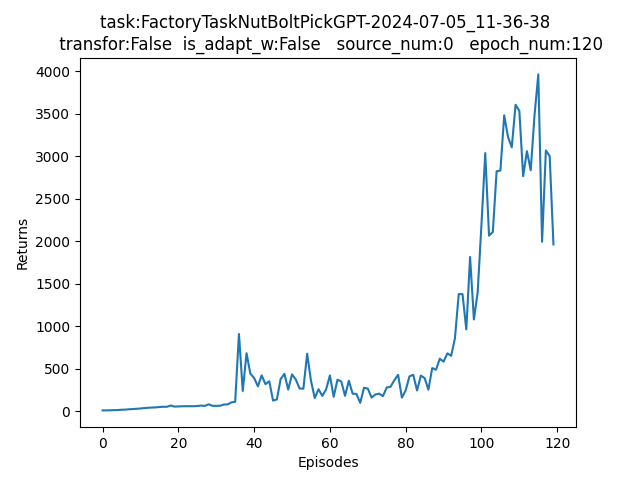 task:FactoryTaskNutBoltPickGPT-2024-07-05_11-36-38
transfor:False  is_adapt_w:False   source_num:0   epoch_num:120
4000
3500
3000
2500
2000
1500
1000
500
0
Returns
0 20 40 60 80 100 120
Episodes